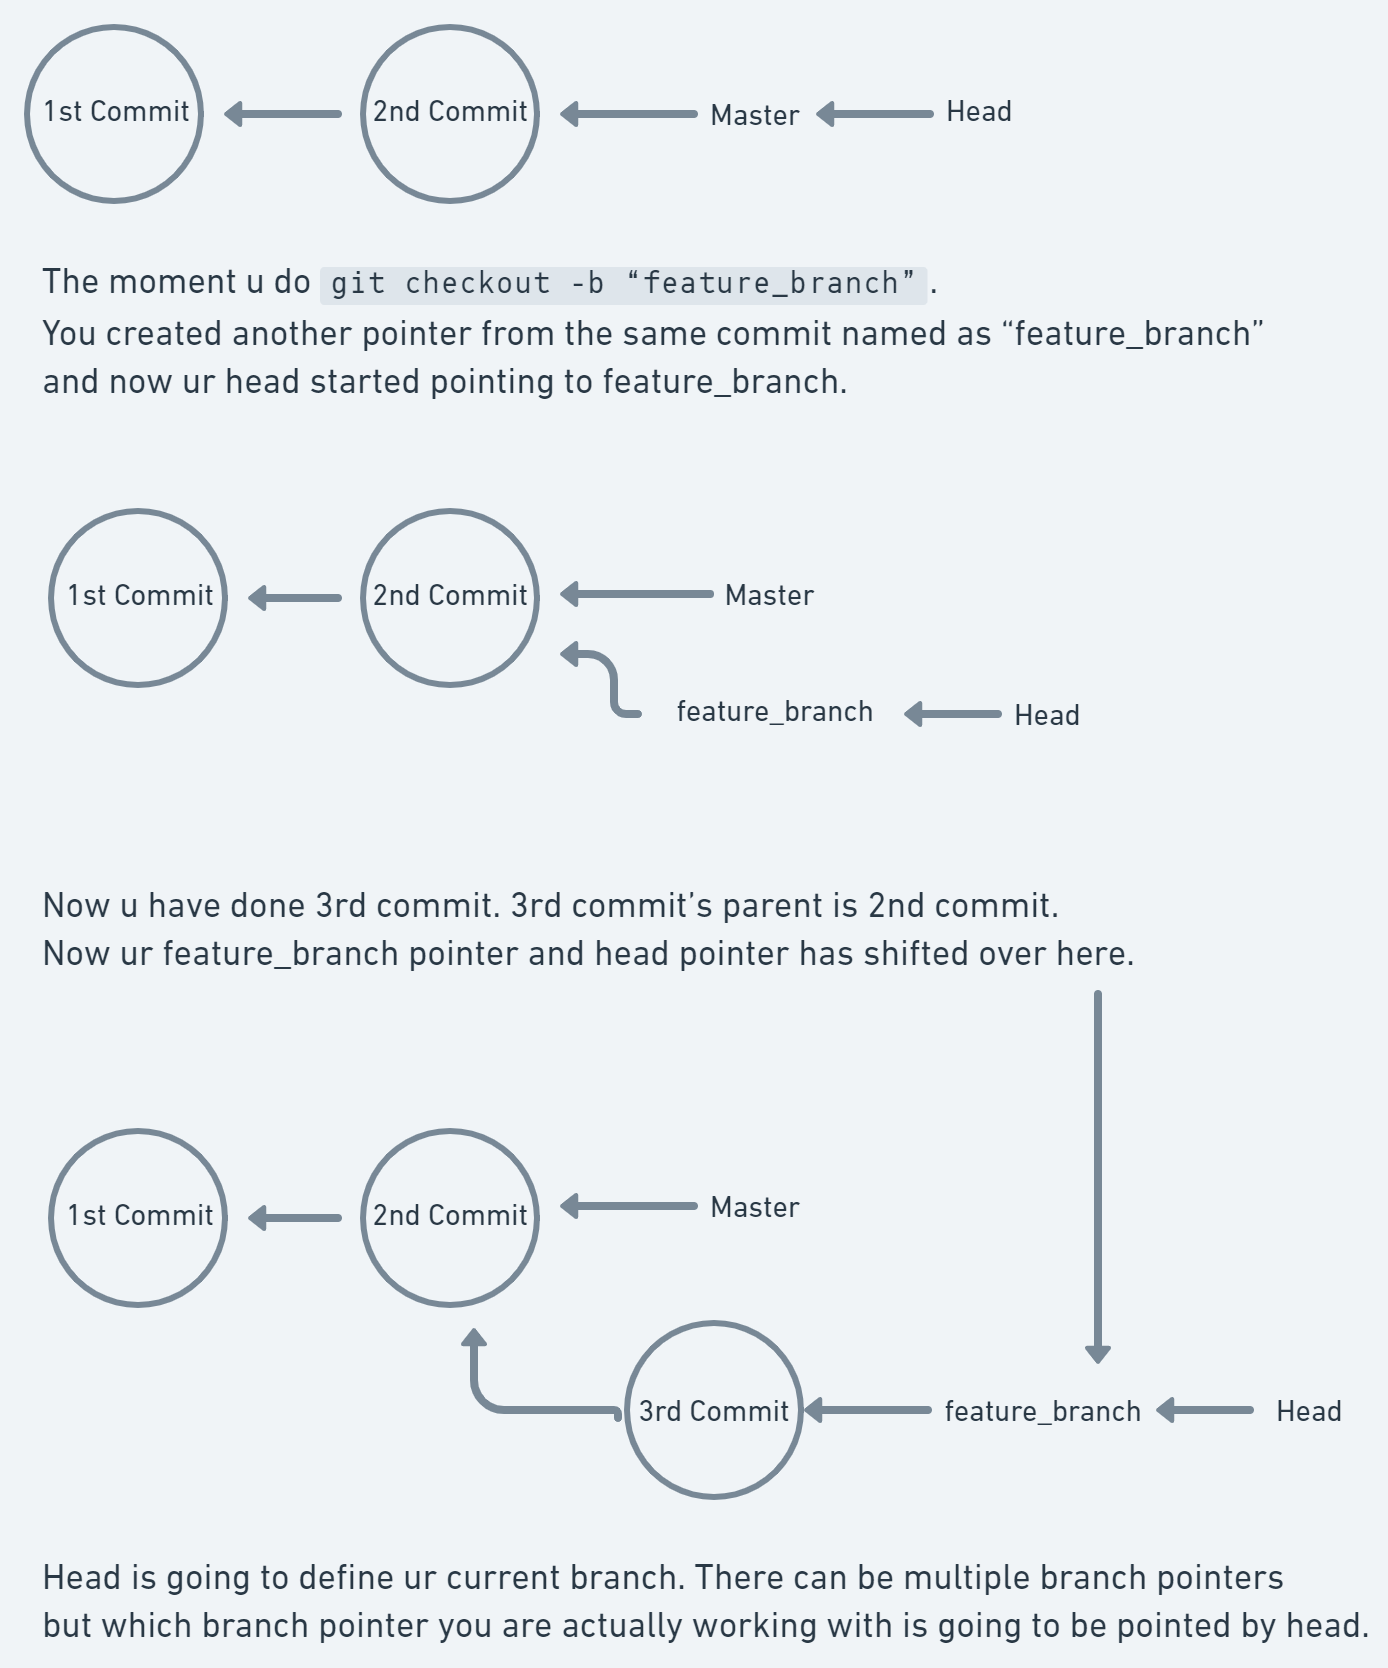 1st Commit 2nd Commit Master Head
The moment u do git checkout -b “feature_branch” .
You created another pointer from the same commit named as “feature_branch”
and now ur head started pointing to feature_branch.
1st Commit 2nd Commit Master
feature_branch Head
Now u have done 3rd commit. 3rd commit’s parent is 2nd commit.
Now ur feature_branch pointer and head pointer has shifted over here.
1st Commit 2nd Commit Master
3rd Commit feature_branch Head
Head is going to define ur current branch. There can be multiple branch pointers
but which branch pointer you are actually working with is going to be pointed by head.